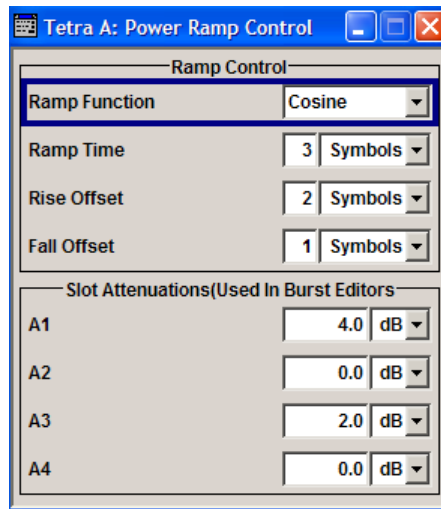 Tetra A: Power Ramp Control
Ramp Control
Ramp Function Cosine
Ramp Time 3 Symbols
Rise Offset 2 Symbols
Fall Offset 1 Symbols
Slot Attenuations(Used In Burst Editors
A1 4.0 dB
A2 0.0 dB
A3 2.0 dB
A4 0.0 dB